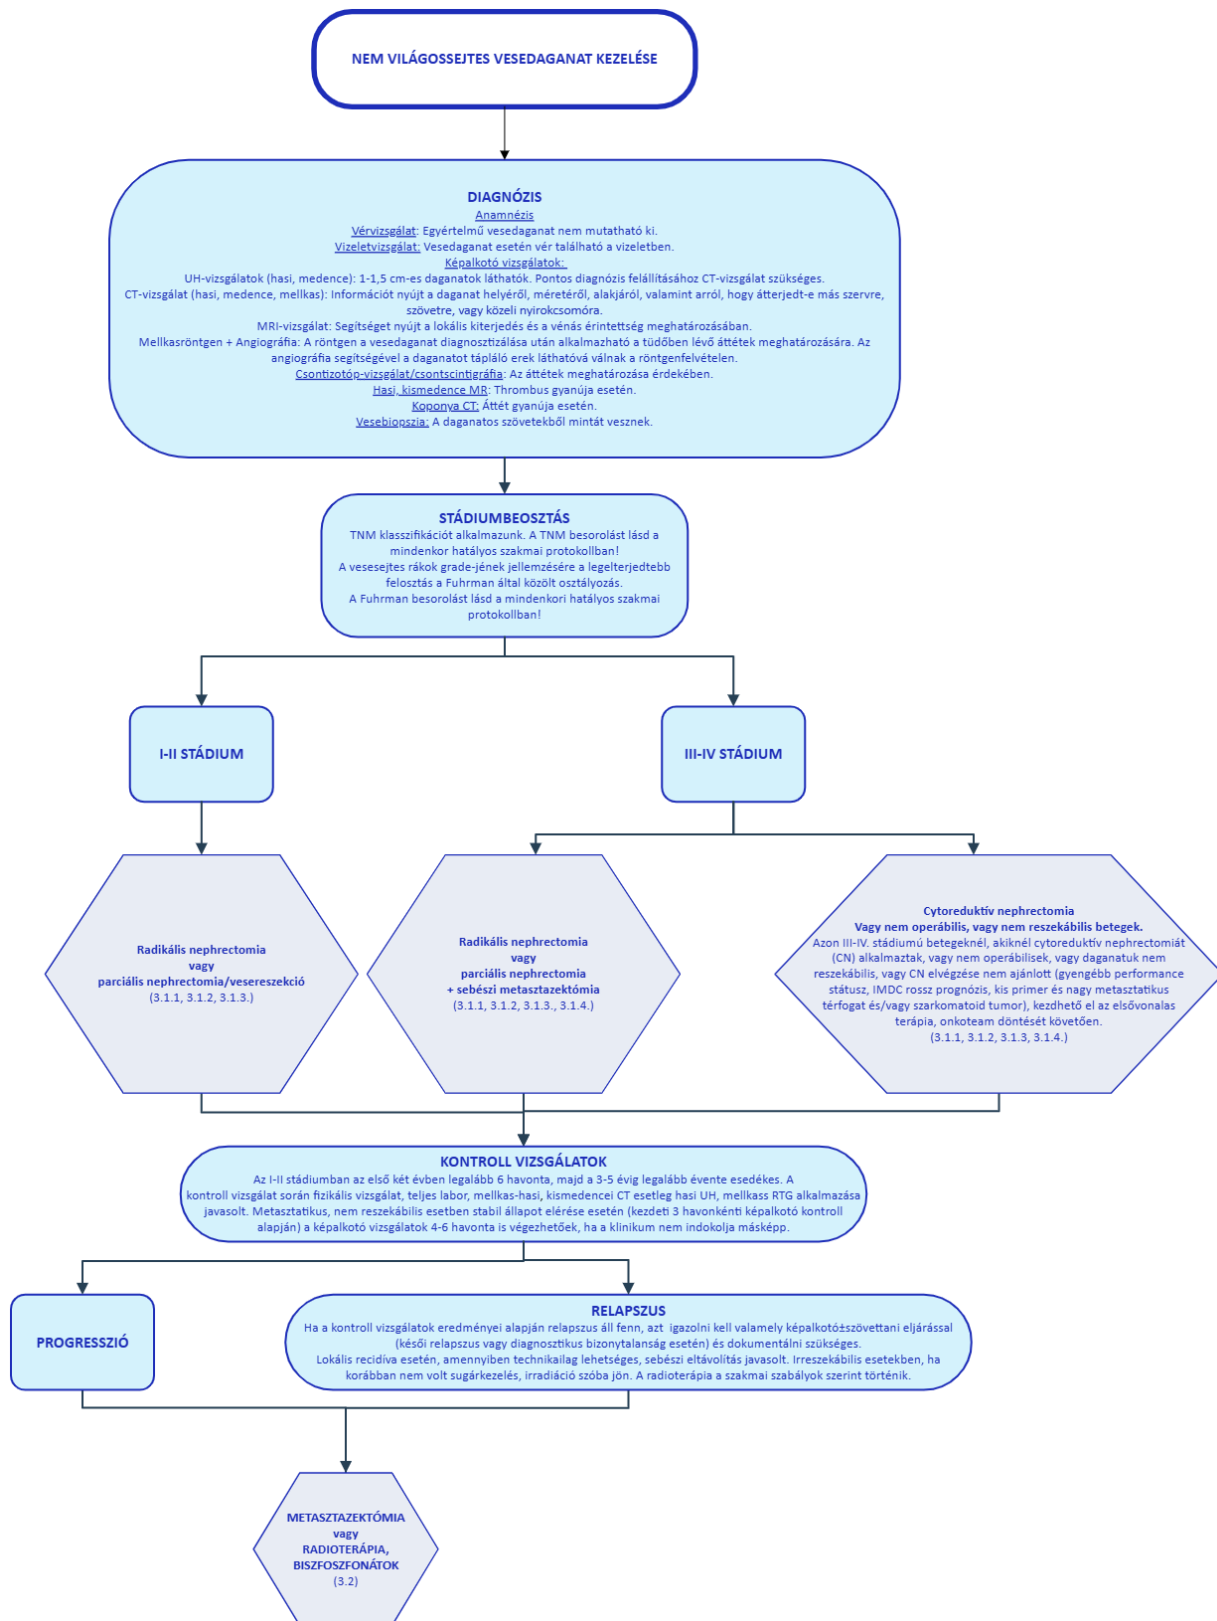 NEM VILÁGOSSEJTES VESEDAGANAT KEZELÉSE
DIAGNÓZIS
Anamnézis
Vérvizsgálat: Egyértelmű vesedaganat nem mutatható ki.
Vizeletvizsgálat: Vesedaganat esetén vér található a vizeletben.
Képalkotó vizsgálatok:
UH-vizsgálatok (hasi, medence): 1-1,5 cm-es daganatok láthatók. Pontos diagnózis felállításához CT-vizsgálat szükséges.
CT-vizsgálat (hasi, medence, mellkas): Információt nyújt a daganat helyéről, méretéről, alakjáról, valamint arról, hogy átterjedt-e más szervre,
szövetre, vagy közeli nyirokcsomóra.
MRI-vizsgálat: Segítséget nyújt a lokális kiterjedés és a vénás érintettség meghatározásában.
Mellkasröntgen + Angiográfia: A röntgen a vesedaganat diagnosztizálása után alkalmazható a tüdőben lévő áttétek meghatározására. Az
angiográfia segítségével a daganatot tápláló erek láthatóvá válnak a röntgenfelvételen.
Csontizotóp-vizsgálat/csontscintigráfia: Az áttétek meghatározása érdekében.
Hasi, kismedence MR: Thrombus gyanúja esetén.
Koponya CT: Áttét gyanúja esetén.
Vesebiopszia: A daganatos szövetekből mintát vesznek.
STÁDIUMBEOSZTÁS
TNM klasszifikációt alkalmazunk. A TNM besorolást lásd a
mindenkor hatályos szakmai protokollban!
A vesesejtes rákok grade-jének jellemzésére a legelterjedtebb
felosztás a Fuhrman által közölt osztályozás.
A Fuhrman besorolást lásd a mindenkori hatályos szakmai
protokollban!
I-II STÁDIUM
III-IV STÁDIUM
Radikális nephrectomia
vagy
parciális nephrectomia/vesereszekció
(3.1.1, 3.1.2, 3.1.3.)
Radikális nephrectomia
vagy
parciális nephrectomia
+ sebészi metasztazektómia
(3.1.1, 3.1.2, 3.1.3., 3.1.4.)
Cytoreduktív nephrectomia
Vagy nem operábilis, vagy nem reszekábilis betegek.
Azon III-IV. stádiumú betegeknél, akiknél cytoreduktív nephrectomiát
(CN) alkalmaztak, vagy nem operábilisek, vagy daganatuk nem
reszekábilis, vagy CN elvégzése nem ajánlott (gyengébb performance
státusz, IMDC rossz prognózis, kis primer és nagy metasztatikus
térfogat és/vagy szarkomatoid tumor), kezdhető el az elsővonalas
terápia, onkoteam döntését követően.
(3.1.1, 3.1.2, 3.1.3, 3.1.4.)
KONTROLL VIZSGÁLATOK
Az I-II stádiumban az első két évben legalább 6 havonta, majd a 3-5 évig legalább évente esedékes. A
kontroll vizsgálat során fizikális vizsgálat, teljes labor, mellkas-hasi, kismedencei CT esetleg hasi UH, mellkass RTG alkalmazása
javasolt. Metasztatikus, nem reszekábilis esetben stabil állapot elérése esetén (kezdeti 3 havonkénti képalkotó kontroll
alapján) a képalkotó vizsgálatok 4-6 havonta is végezhetőek, ha a klinikum nem indokolja másképp.
PROGRESSZIÓ
RELAPSZUS
Ha a kontroll vizsgálatok eredményei alapján relapszus áll fenn, azt igazolni kell valamely képalkotó±szövettani eljárással
(késői relapszus vagy diagnosztikus bizonytalanság esetén) és dokumentálni szükséges.
Lokális recidíva esetén, amennyiben technikailag lehetséges, sebészi eltávolítás javasolt. Irreszekábilis esetekben, ha
korábban nem volt sugárkezelés, irradiáció szóba jön. A radioterápia a szakmai szabályok szerint történik.
METASZTAZEKTÓMIA
vagy
RADIOTERÁPIA,
BISZFOSZFONÁTOK
(3.2)